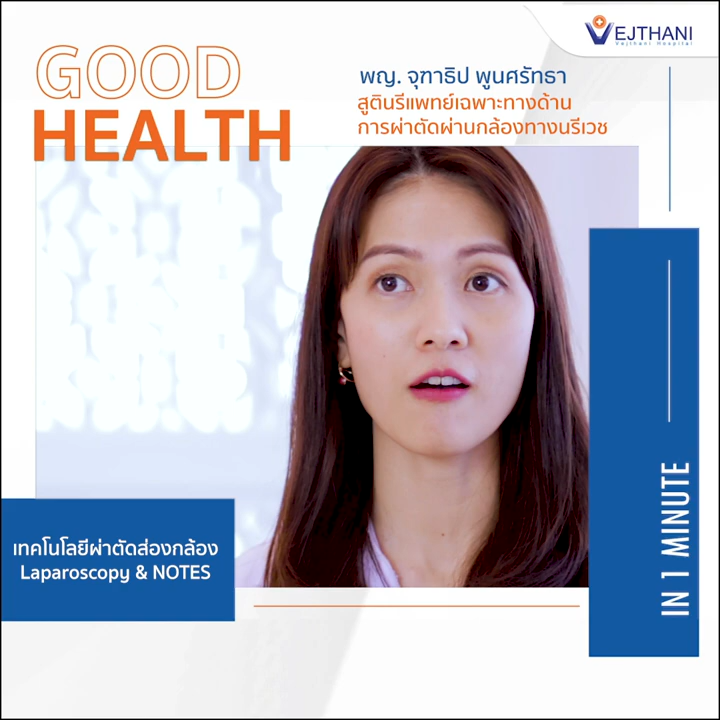 GOOD
HEALTH
VEJTHANI
Vejthani Hospital
พญ. จุฑาธิป พูนศรัทธา
สูตินรีแพทย์เฉพาะทางด้าน
การผ่าตัดผ่านกล้องทางนรีเวช
เทคโนโลยีผ่าตัดส่องกล้อง
Laparoscopy & NOTES
IN 1 MINUTE